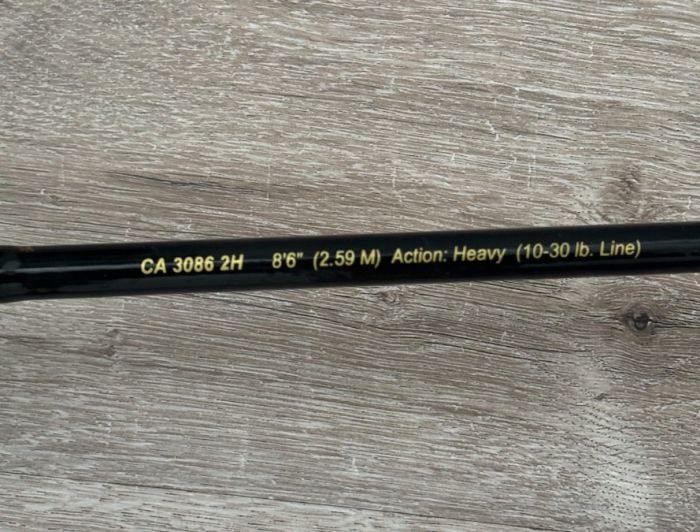 CA 3086 2H 8'6" (2.59 M) Action: Heavy (10-30 lb. Line)